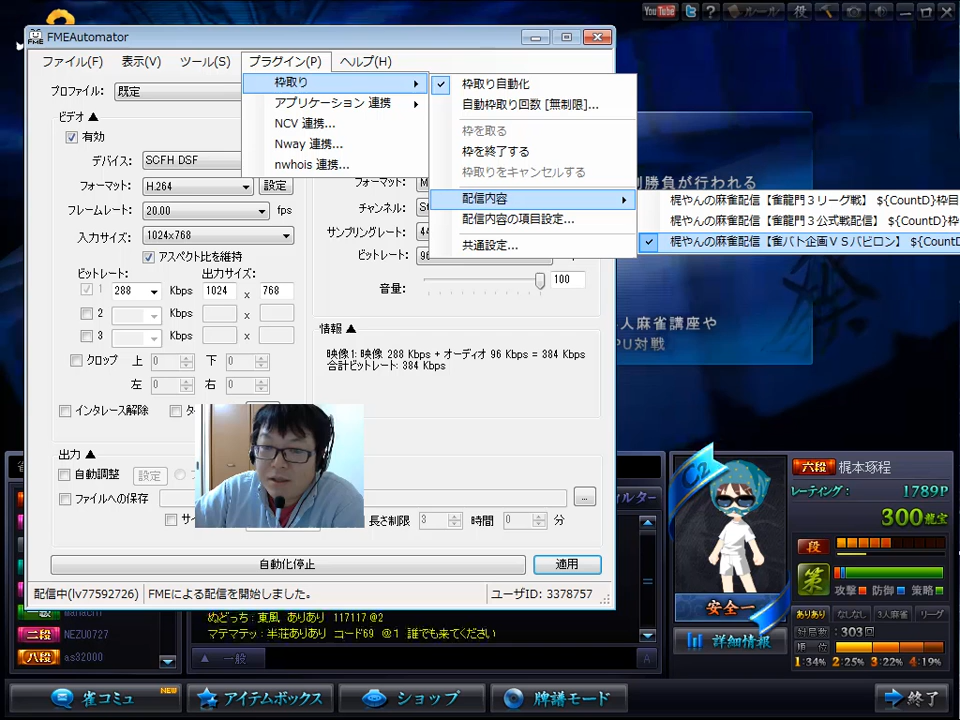 YouTube
?
ルール
役
FMEAutomator
ファイル(F) 表示(V) ツール(S) プラグイン(P) ヘルプ(H)
プロファイル: 既定
枠取り
アプリケーション 連携
NCV 連携...
Nway 連携...
nwhois 連携...
枠取り自動化
自動枠取り回数 [無制限]...
枠を取る
枠を終了する
枠取りをキャンセルする
配信内容
配信内容の項目設定...
共通設定...
梶やんの麻雀配信【雀龍門3リーグ戦】 ${CountD}枠目
梶やんの麻雀配信【雀龍門3公式戦配信】 ${CountD}枠
梶やんの麻雀配信【雀バト企画VSバビロン】 ${CountD
ビデオ▲
有効
デバイス: SCFH DSF
フォーマット: H.264 設定
フレームレート: 20.00 fps
入力サイズ: 1024x768
アスペクト比を維持
ビットレート: 出力サイズ:
1 288 Kbps 1024 x 768
2 Kbps x
3 Kbps x
クロップ 上 0 下 0
左 0 右 0
インタレース解除
フォーマット: M
チャンネル:
サンプリングレート: 44
ビットレート: 96
音量: 100
情報▲
映像1: 映像 288 Kbps + オーディオ 96 Kbps = 384 Kbps
合計ビットレート: 384 Kbps
出力▲
自動調整 設定
ファイルへの保存 ...
長さ制限 3 時間 0 分
自動化停止 適用
配信中(lv77592726) FMEによる配信を開始しました。 ユーザID: 3378757
勝負が行われる
人麻雀講座や
PU対戦
ィルター
二段 NEZU0727
八段 as32000
ぬどっち : 東風 ありあり 117117 @2
マテマテッ : 半荘ありあり コード69 @1 誰でも来てください
▲ 一般 A
C2
六段 梶本琢程
レーティング: 1789P
300龍宝
段
第
攻撃 防御 策略
安全一
詳細情報
ありあり なしなし 3人麻雀 リーグ
対局数 :303回
順位
1:34% 2:25% 3:22% 4:19%
雀コミュ NEW アイテムボックス ショップ 牌譜モード 終了